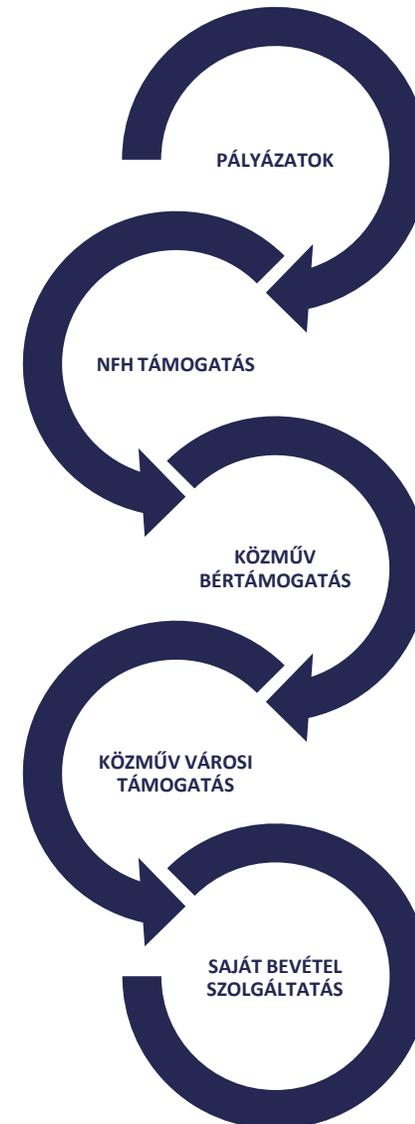 PÁLYÁZATOK
NFH TÁMOGATÁS
KÖZMŰV
BÉRTÁMOGATÁS
KÖZMŰV VÁROSI
TÁMOGATÁS
SAJÁT BEVÉTEL
SZOLGÁLTATÁS